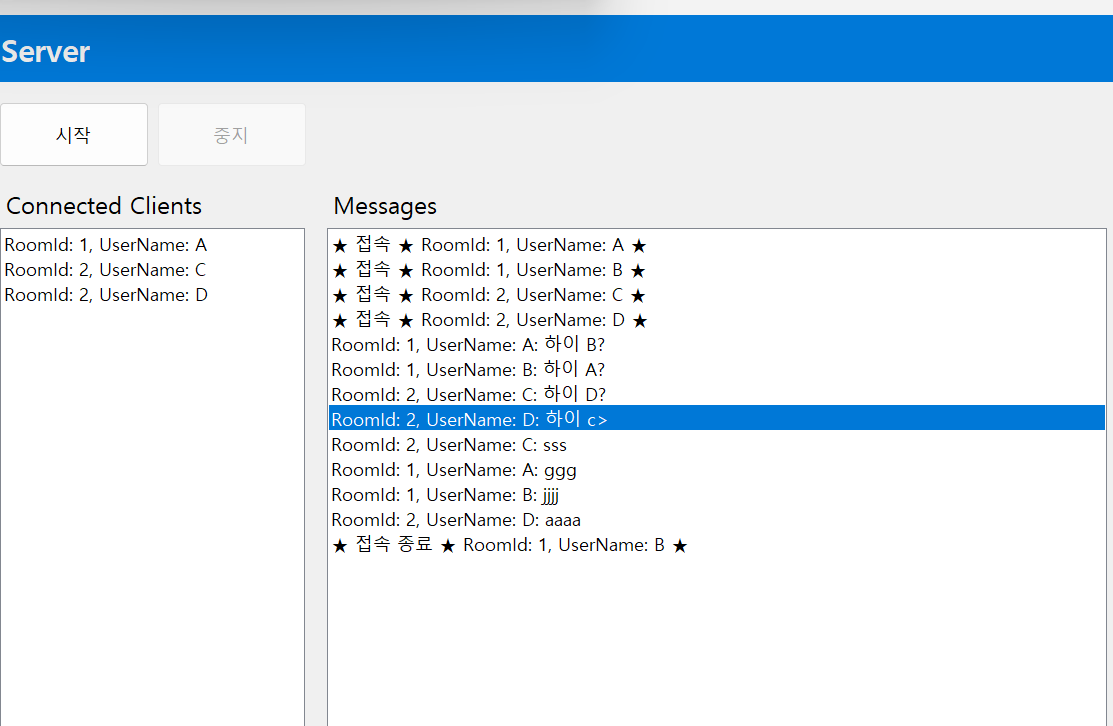 Server
시작
중지
Connected Clients
RoomId: 1, UserName: A
RoomId: 2, UserName: C
RoomId: 2, UserName: D
Messages
★ 접속 ★ RoomId: 1, UserName: A ★
★ 접속 ★ RoomId: 1, UserName: B ★
★ 접속 ★ RoomId: 2, UserName: C ★
★ 접속 ★ RoomId: 2, UserName: D ★
RoomId: 1, UserName: A: 하이 B?
RoomId: 1, UserName: B: 하이 A?
RoomId: 2, UserName: C: 하이 D?
RoomId: 2, UserName: D: 하이 c>
RoomId: 2, UserName: C: sss
RoomId: 1, UserName: A: ggg
RoomId: 1, UserName: B: jjjj
RoomId: 2, UserName: D: aaaa
★ 접속 종료 ★ RoomId: 1, UserName: B ★